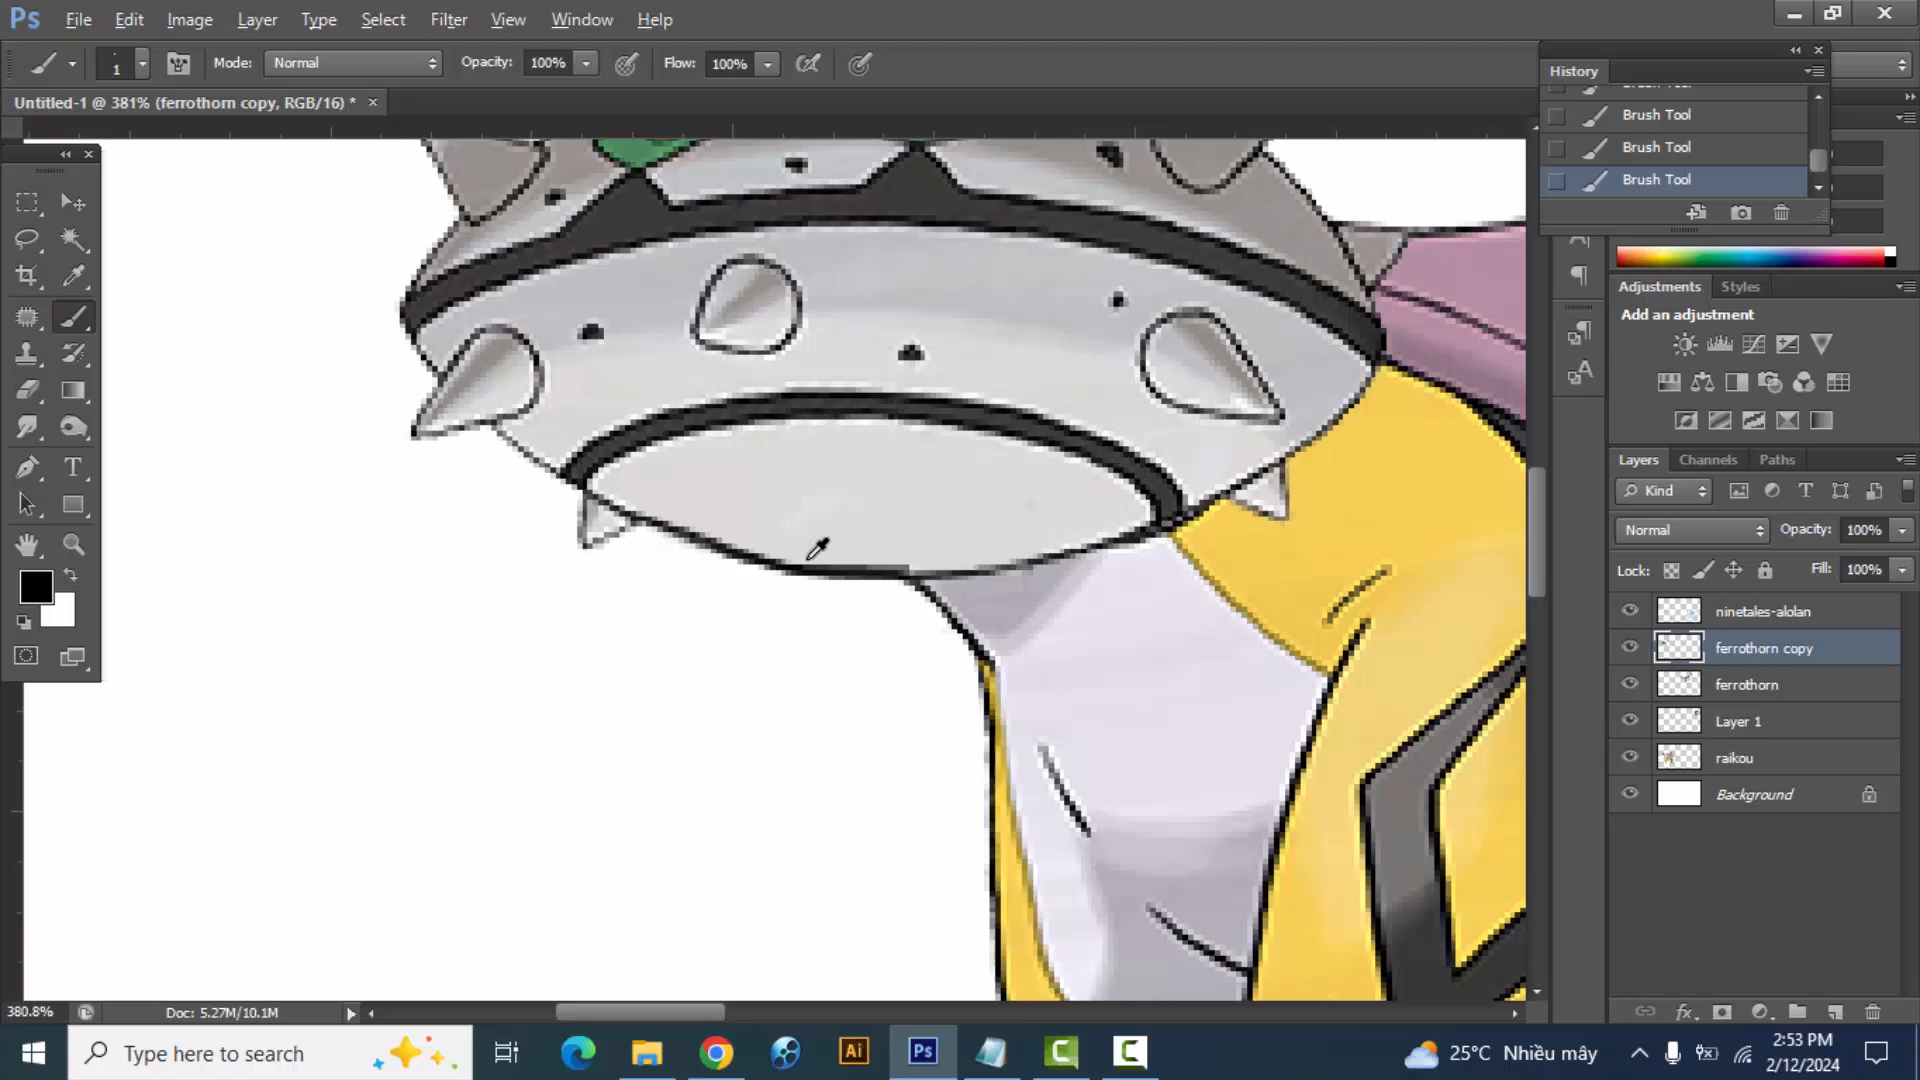 Ps File Edit Image Layer Type Select Filter View Window Help
1 Mode: Normal Opacity: 100% Flow: 100%
History
Untitled-1 @ 381% (ferrothorn copy, RGB/16) * ×
Brush Tool
Brush Tool
Brush Tool
Brush Tool
Adjustments Styles
Add an adjustment
Layers Channels Paths
Kind
Normal Opacity: 100%
Lock: Fill: 100%
ninetales-alolan
ferrothorn copy
ferrothorn
Layer 1
raikou
Background
380.8% Doc: 5.27M/10.1M
Type here to search
Ai Ps
25°C Nhiều mây
2:53 PM
2/12/2024